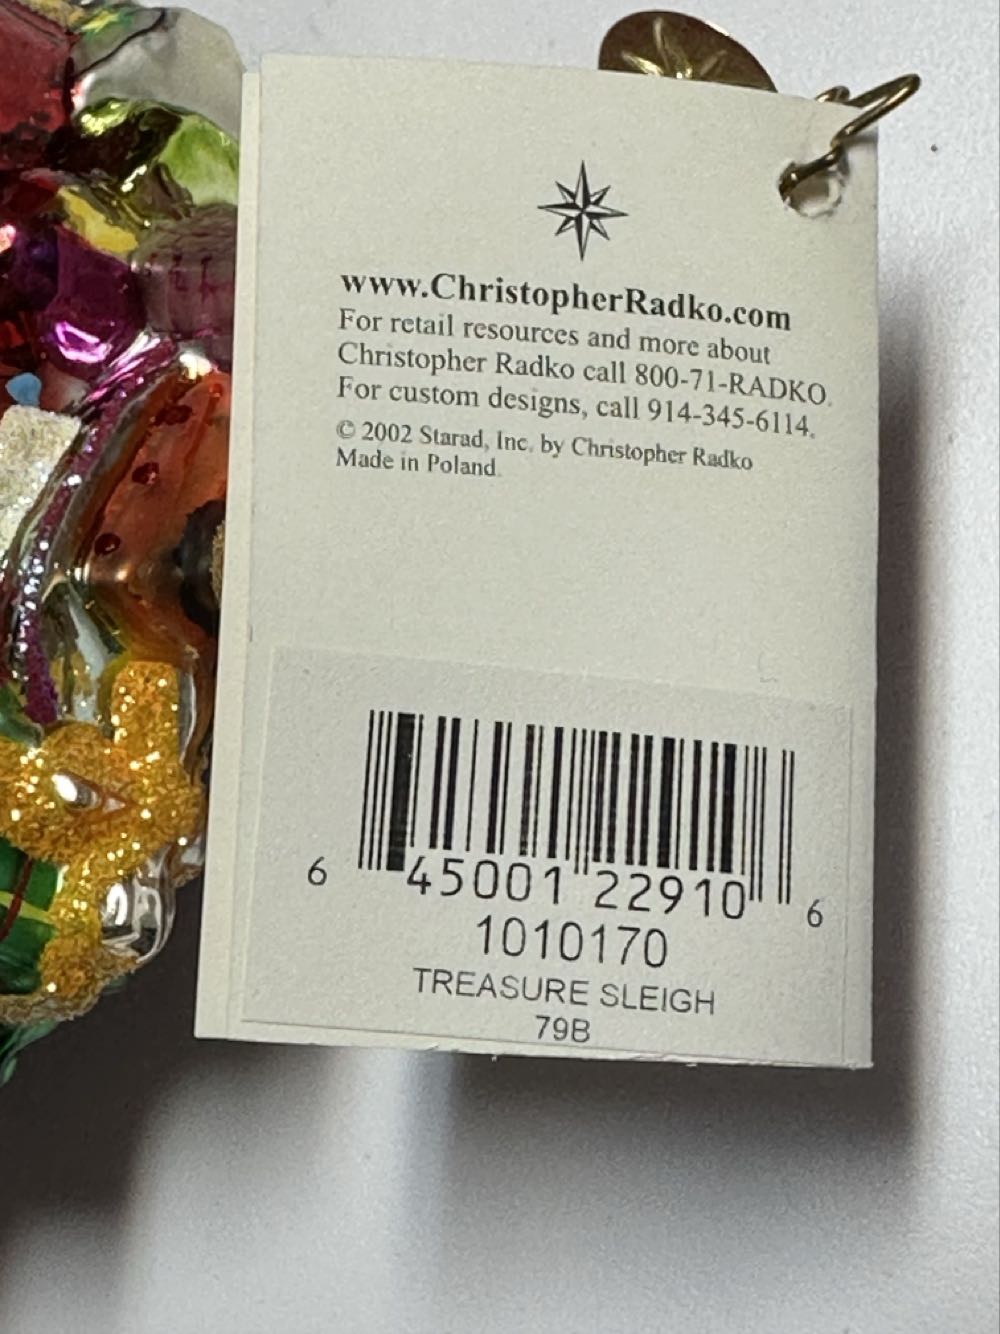 www.ChristopherRadko.com
For retail resources and more about
Christopher Radko call 800-71-RADKO.
For custom designs, call 914-345-6114.
© 2002 Starad, Inc. by Christopher Radko
Made in Poland.
6 45001 22910 6
1010170
TREASURE SLEIGH
79B